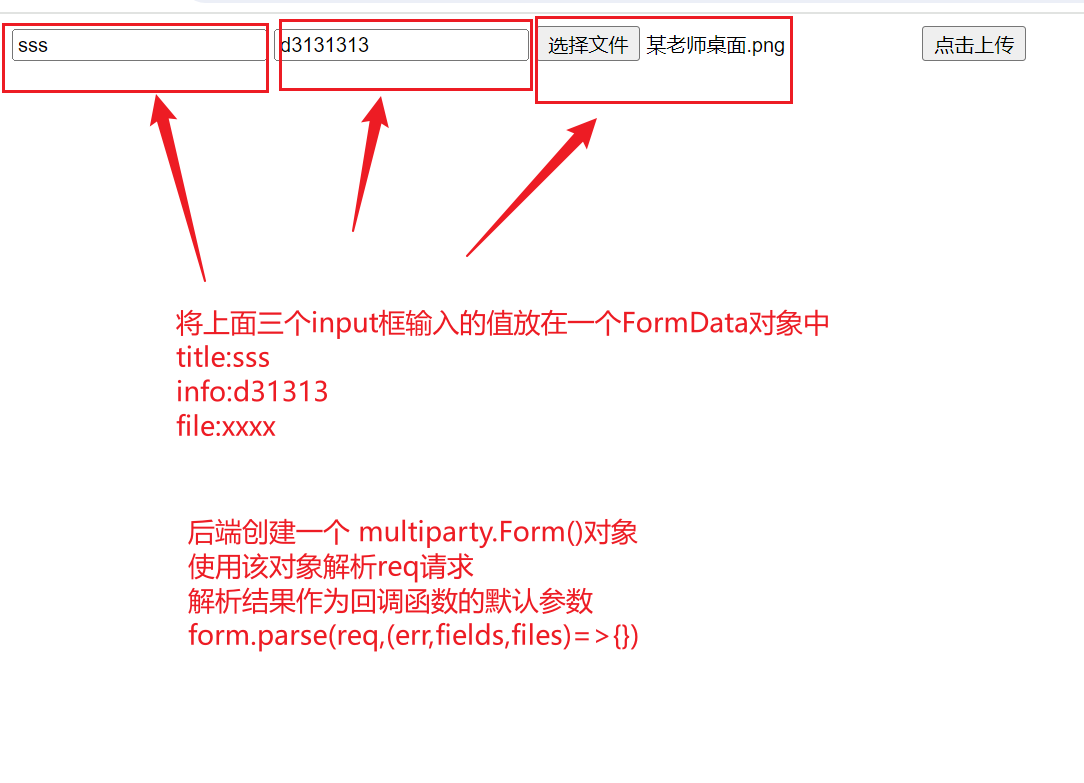 sss d3131313 选择文件 某老师桌面.png 点击上传
将上面三个input框输入的值放在一个FormData对象中
title:sss
info:d31313
file:xxxx
后端创建一个 multiparty.Form()对象
使用该对象解析req请求
解析结果作为回调函数的默认参数
form.parse(req,(err,fields,files)=>{})